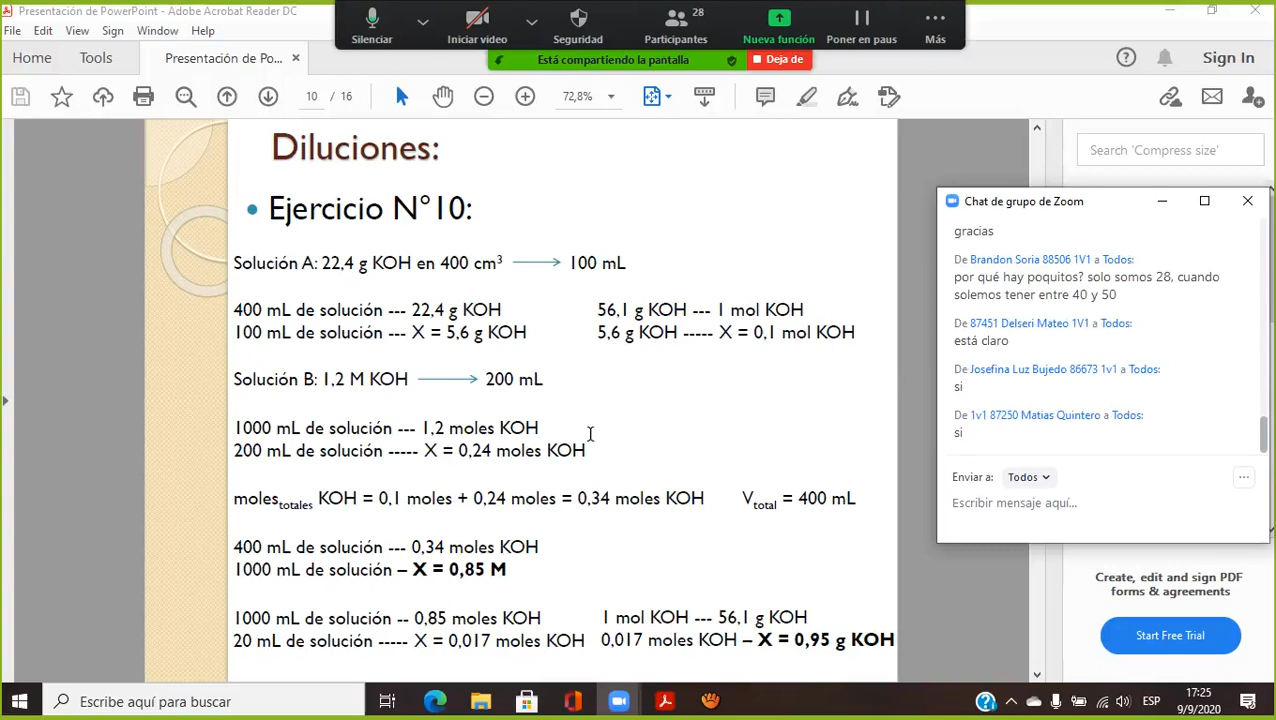 Presentación de PowerPoint - Adobe Acrobat Reader DC
File Edit View Sign Window Help
Silenciar
Iniciar video
Seguridad
28
Participantes
Nueva función
Poner en paus
Más
Está compartiendo la pantalla
Deja de
Home Tools Presentación de Po...
Sign In
10 / 16
72,8%
Search 'Compress size'
Diluciones:
• Ejercicio N°10:
Solución A: 22,4 g KOH en 400 cm³ → 100 mL
400 mL de solución --- 22,4 g KOH 56,1 g KOH --- 1 mol KOH
100 mL de solución --- X = 5,6 g KOH 5,6 g KOH ----- X = 0,1 mol KOH
Solución B: 1,2 M KOH → 200 mL
1000 mL de solución --- 1,2 moles KOH
200 mL de solución ----- X = 0,24 moles KOH
moles totales KOH = 0,1 moles + 0,24 moles = 0,34 moles KOH V total = 400 mL
400 mL de solución --- 0,34 moles KOH
1000 mL de solución – X = 0,85 M
1000 mL de solución -- 0,85 moles KOH 1 mol KOH --- 56,1 g KOH
20 mL de solución ----- X = 0,017 moles KOH 0,017 moles KOH – X = 0,95 g KOH
Chat de grupo de Zoom
gracias
De Brandon Soria 88506 1V1 a Todos:
por qué hay poquitos? solo somos 28, cuando
solemos tener entre 40 y 50
De 87451 Delseri Mateo 1V1 a Todos:
está claro
De Josefina Luz Bujedo 86673 1v1 a Todos:
si
De 1v1 87250 Matias Quintero a Todos:
si
Enviar a: Todos
Escribir mensaje aquí...
Create, edit and sign PDF
forms & agreements
Start Free Trial
Escribe aquí para buscar
ESP
17:25
9/9/2020